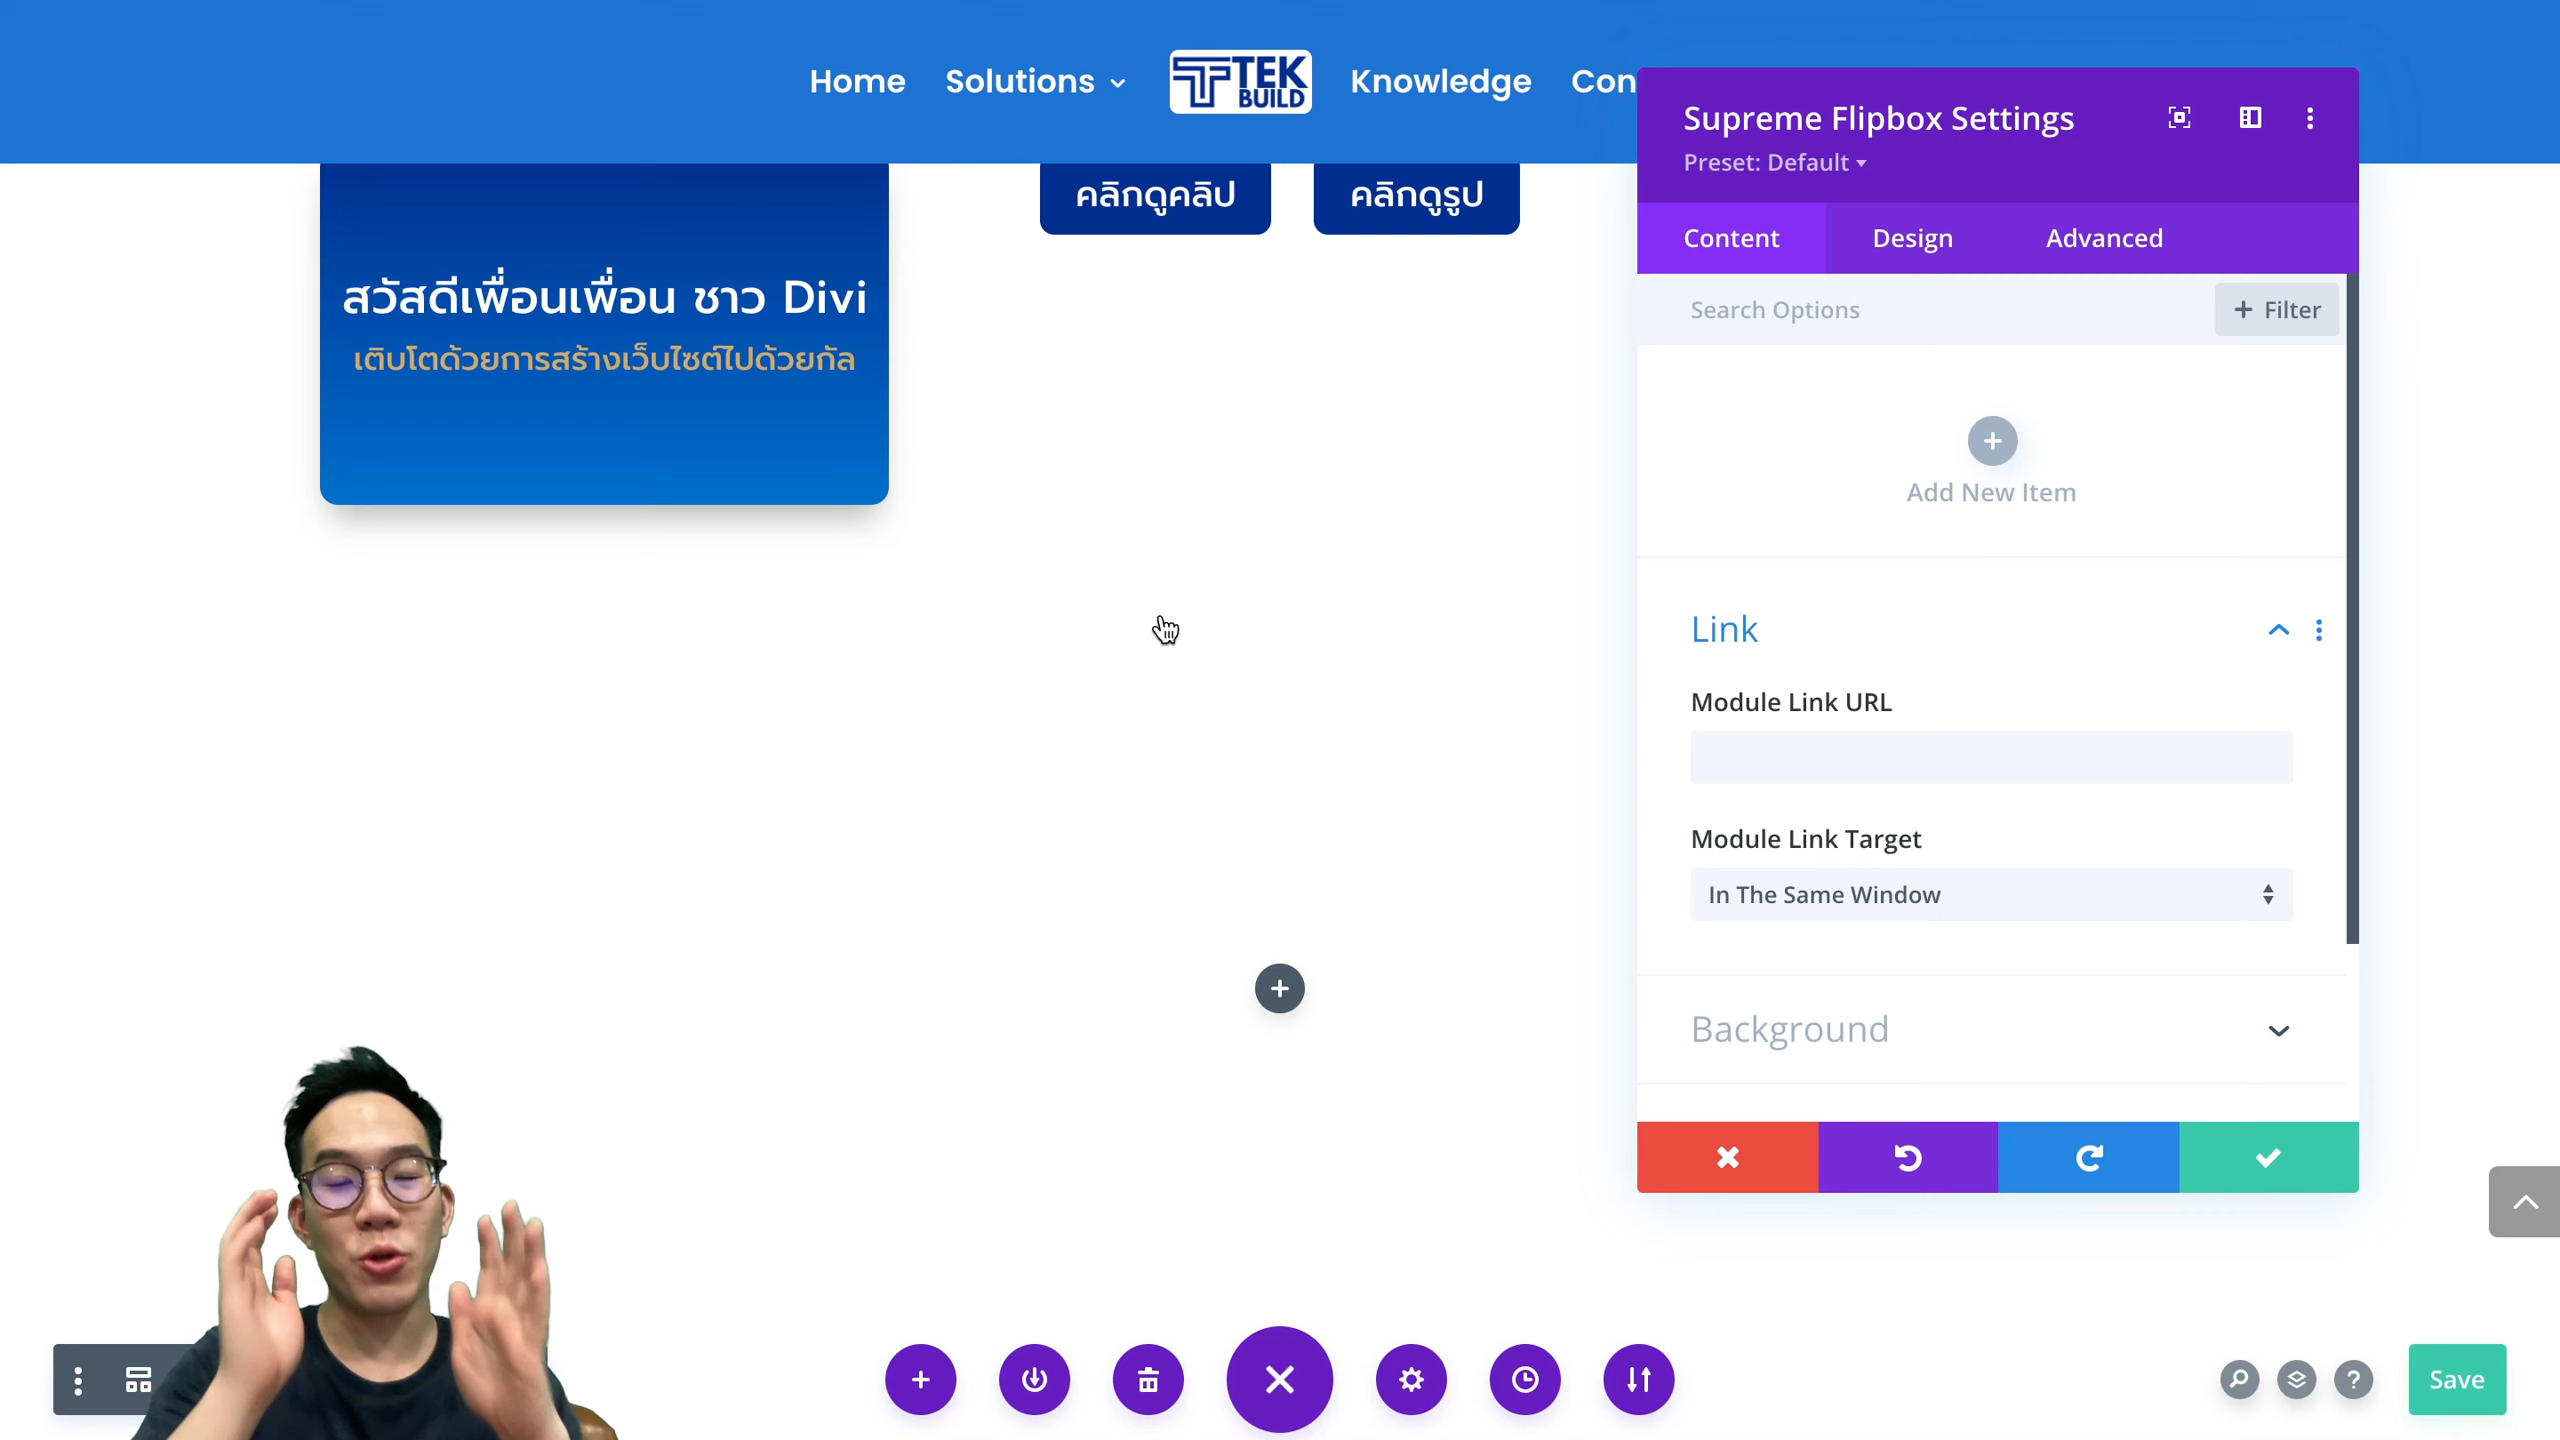 Home
Solutions
TEK
BUILD
Knowledge
Con
คลิกดูคลิป
คลิกดูรูป
สวัสดีเพื่อนเพื่อน ชาว Divi
เติบโตด้วยการสร้างเว็บไซต์ไปด้วยกัล
Supreme Flipbox Settings
Preset: Default
Content
Design
Advanced
Search Options
+ Filter
Add New Item
Link
Module Link URL
Module Link Target
In The Same Window
Background
Save